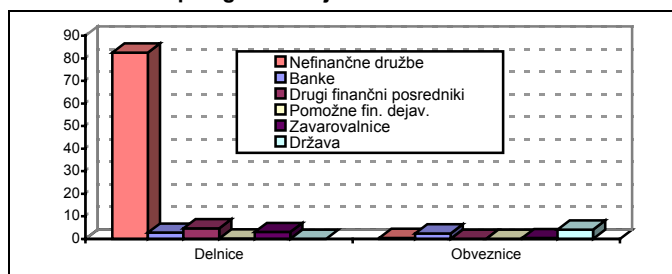 90
80
70
60
50
40
30
20
10
0
Nefinančne družbe
Banke
Drugi finančni posredniki
Pomožne fin. dejav.
Zavarovalnice
Država
Delnice
Obveznice